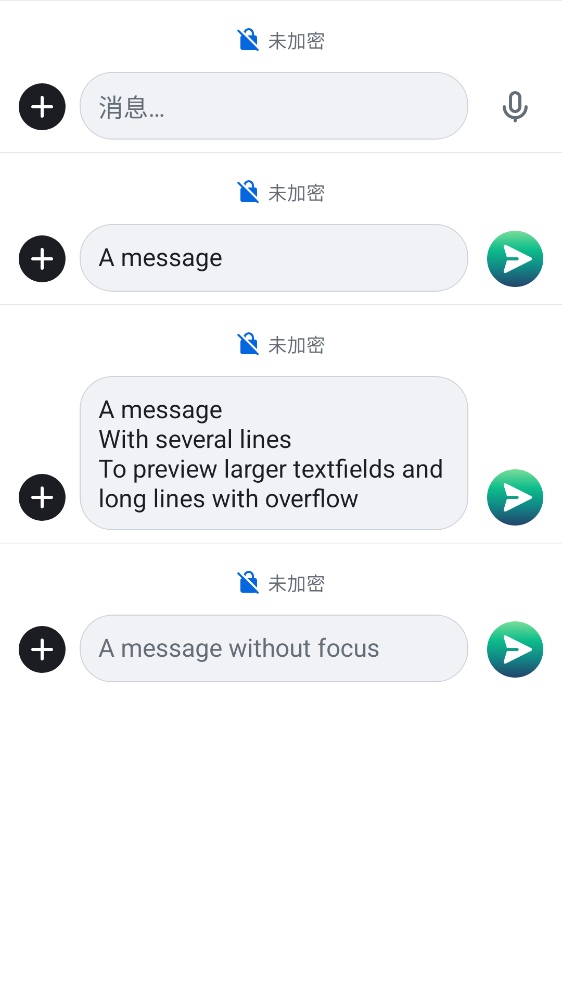 未加密
消息…
未加密
A message
未加密
A message
With several lines
To preview larger textfields and
long lines with overflow
未加密
A message without focus